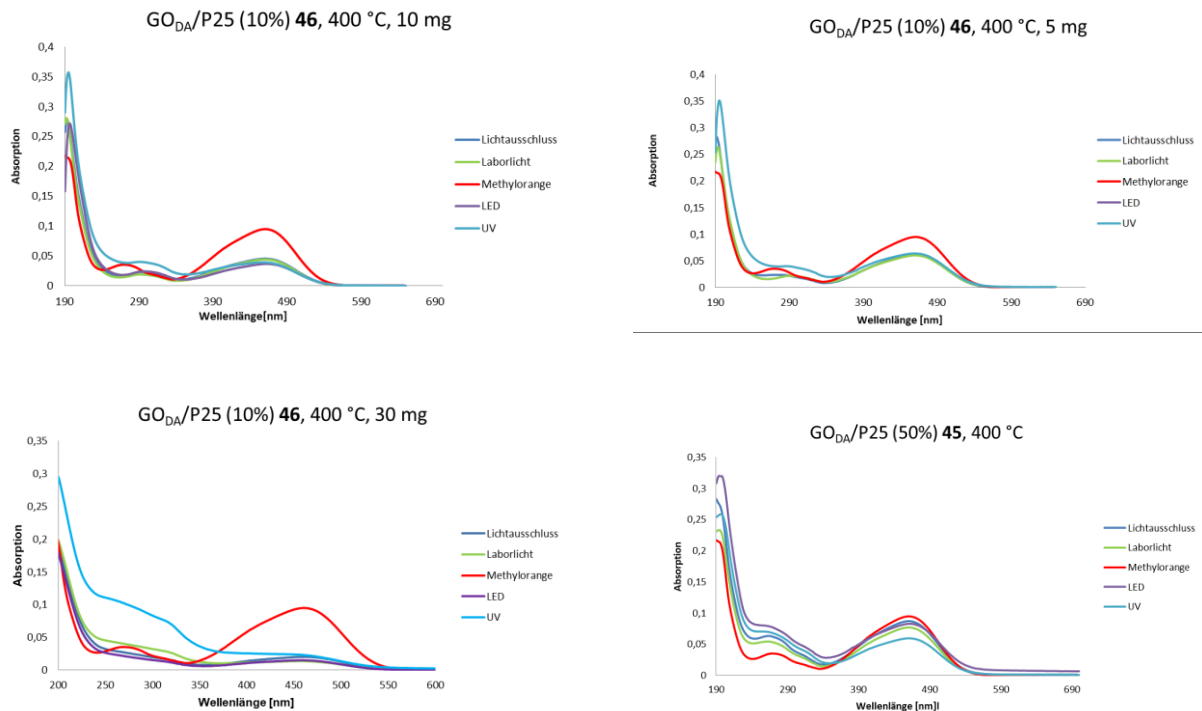 GO_DA/P25 (10%) 46, 400 °C, 10 mg
0,4
0,35
0,3
0,25
0,2
0,15
0,1
0,05
0
Absorption
190 290 390 490 590 690
Wellenlänge[nm]
Lichtausschluss
Laborlicht
Methylorange
LED
UV
GO_DA/P25 (10%) 46, 400 °C, 5 mg
0,4
0,35
0,3
0,25
0,2
0,15
0,1
0,05
0
Absorption
190 290 390 490 590 690
Wellenlänge [nm]
Lichtausschluss
Laborlicht
Methylorange
LED
UV
GO_DA/P25 (10%) 46, 400 °C, 30 mg
0,35
0,3
0,25
0,2
0,15
0,1
0,05
0
Absorption
200 250 300 350 400 450 500 550 600
Wellenlänge [nm]
Lichtausschluss
Laborlicht
Methylorange
LED
UV
GO_DA/P25 (50%) 45, 400 °C
0,35
0,3
0,25
0,2
0,15
0,1
0,05
0
Absorption
190 290 390 490 590 690
Wellenlänge [nm]l
Lichtausschluss
Laborlicht
Methylorange
LED
UV